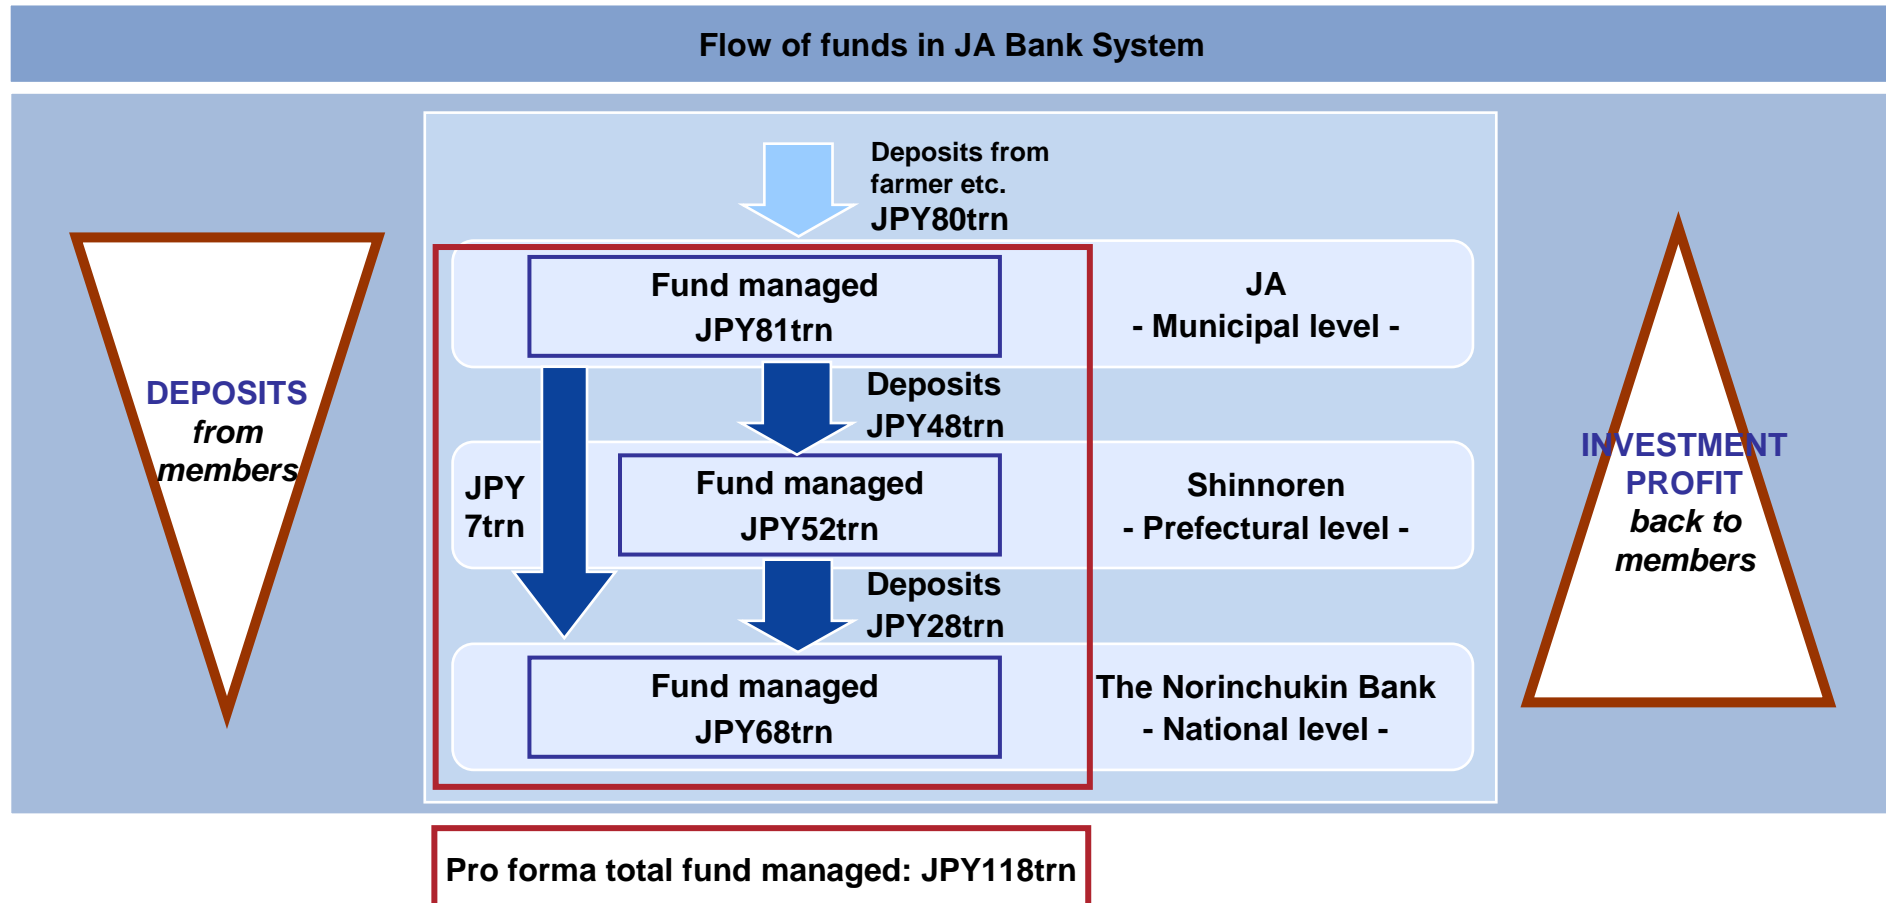 Flow of funds in JA Bank System
Deposits from
farmer etc.
JPY80trn
Fund managed
JPY81trn
JA
- Municipal level -
DEPOSITS
from
members
Deposits
JPY48trn
JPY
7trn
Fund managed
JPY52trn
Shinnoren
- Prefectural level -
INVESTMENT
PROFIT
back to
members
Deposits
JPY28trn
Fund managed
JPY68trn
The Norinchukin Bank
- National level -
Pro forma total fund managed: JPY118trn